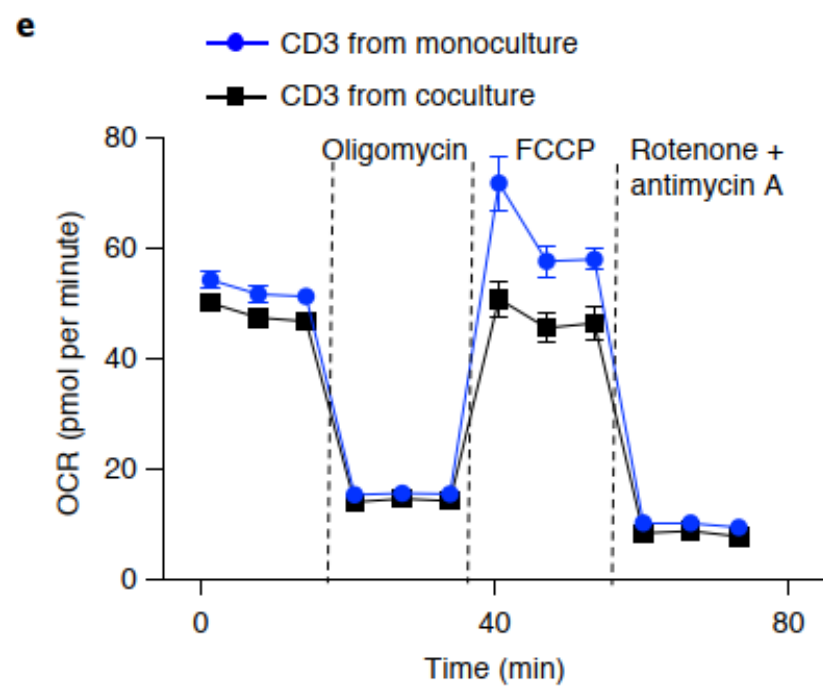 e
CD3 from monoculture
CD3 from coculture
80
60
40
20
0
OCR (pmol per minute)
Oligomycin
FCCP
Rotenone +
antimycin A
0
40
80
Time (min)